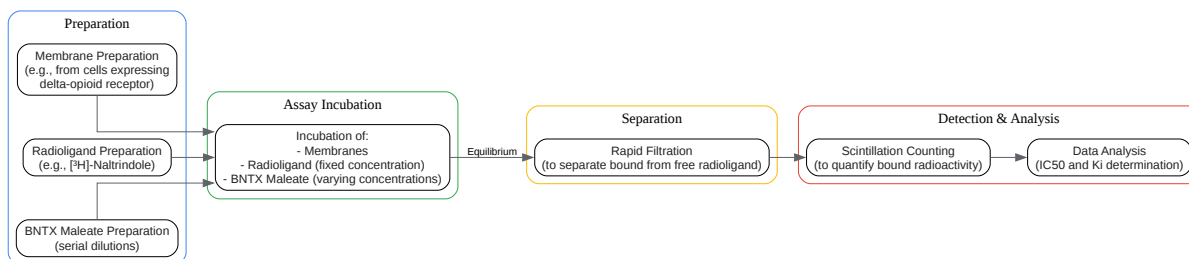 Preparation
Membrane Preparation
(e.g., from cells expressing
delta-opioid receptor)
Radioligand Preparation
(e.g., [³H]-Naltrindole)
BNTX Maleate Preparation
(serial dilutions)
Assay Incubation
Incubation of:
- Membranes
- Radioligand (fixed concentration)
- BNTX Maleate (varying concentrations)
Equilibrium
Separation
Rapid Filtration
(to separate bound from free radioligand)
Detection & Analysis
Scintillation Counting
(to quantify bound radioactivity)
Data Analysis
(IC50 and Ki determination)